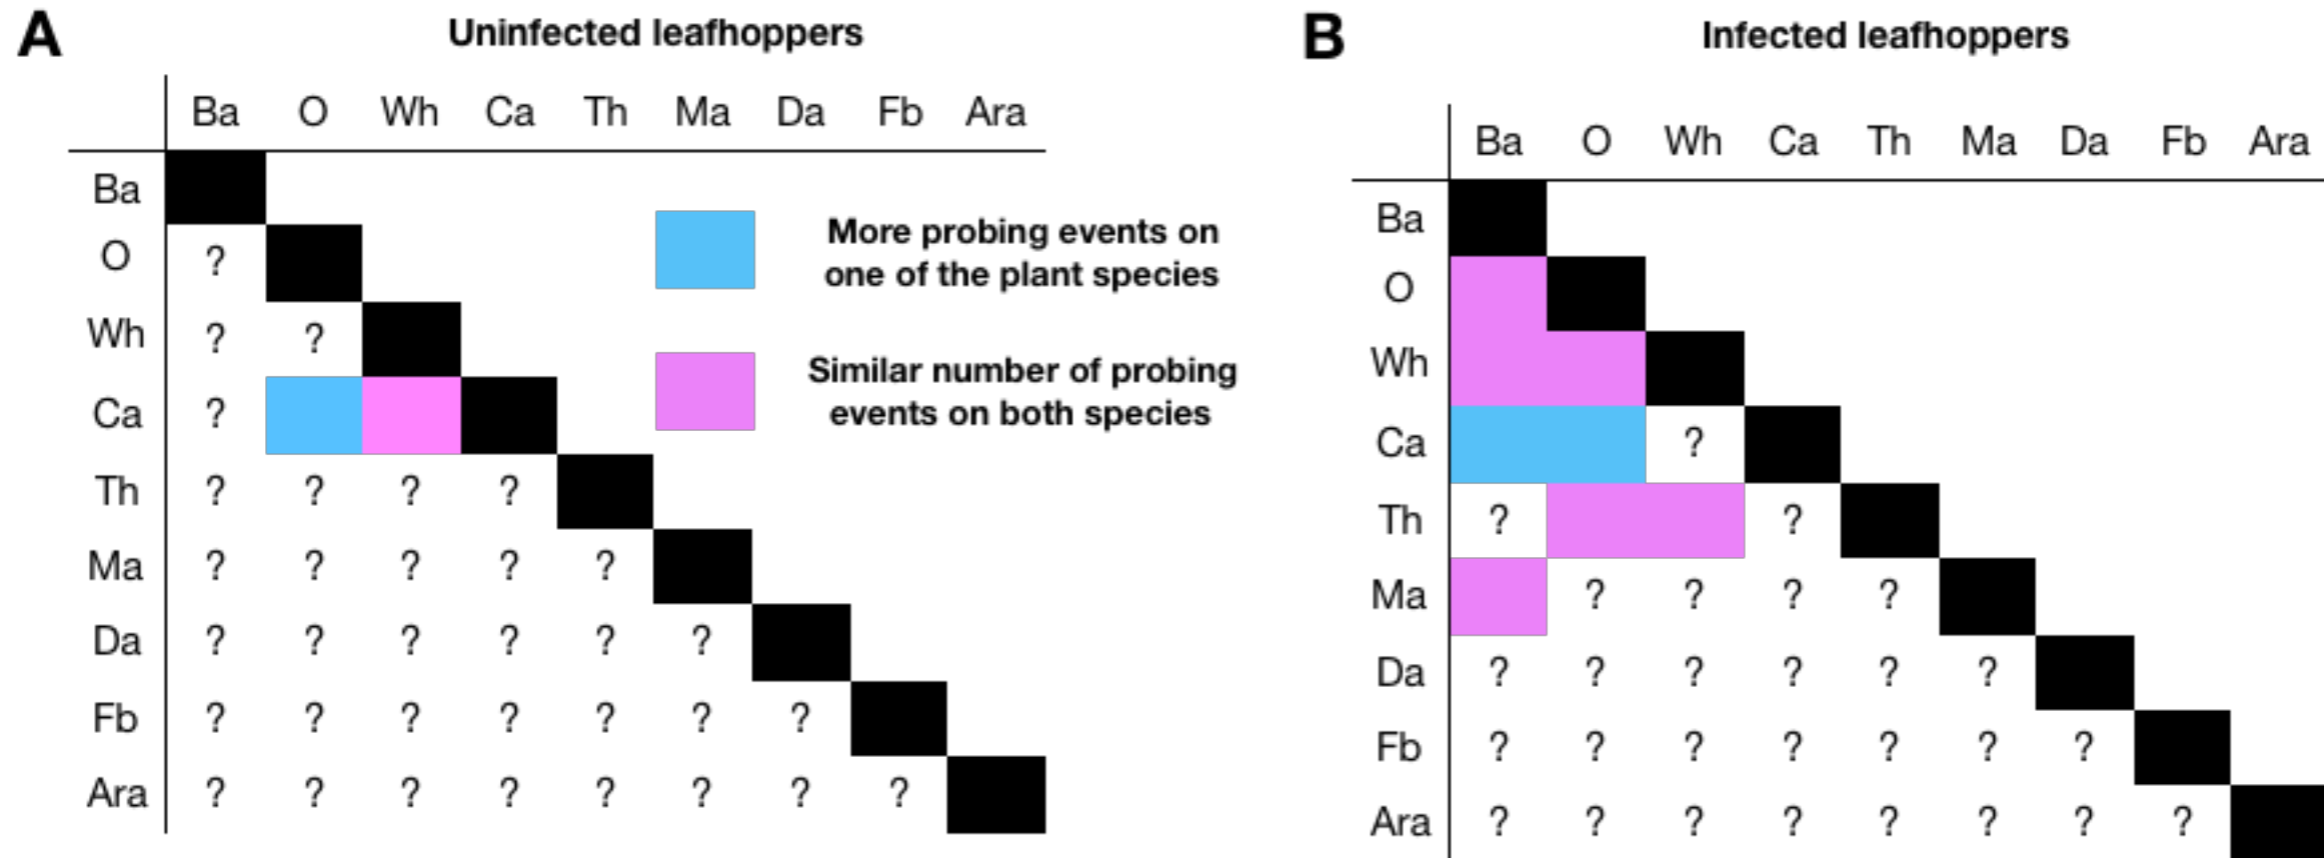 A
Uninfected leafhoppers
Ba O Wh Ca Th Ma Da Fb Ara
Ba
O ?
Wh ? ?
Ca ?
Th ? ? ? ?
Ma ? ? ? ? ?
Da ? ? ? ? ? ?
Fb ? ? ? ? ? ? ?
Ara ? ? ? ? ? ? ? ?
More probing events on
one of the plant species
Similar number of probing
events on both species
B
Infected leafhoppers
Ba O Wh Ca Th Ma Da Fb Ara
Ba
O
Wh
Ca ?
Th ? ?
Ma ? ? ? ?
Da ? ? ? ? ? ?
Fb ? ? ? ? ? ? ?
Ara ? ? ? ? ? ? ? ?